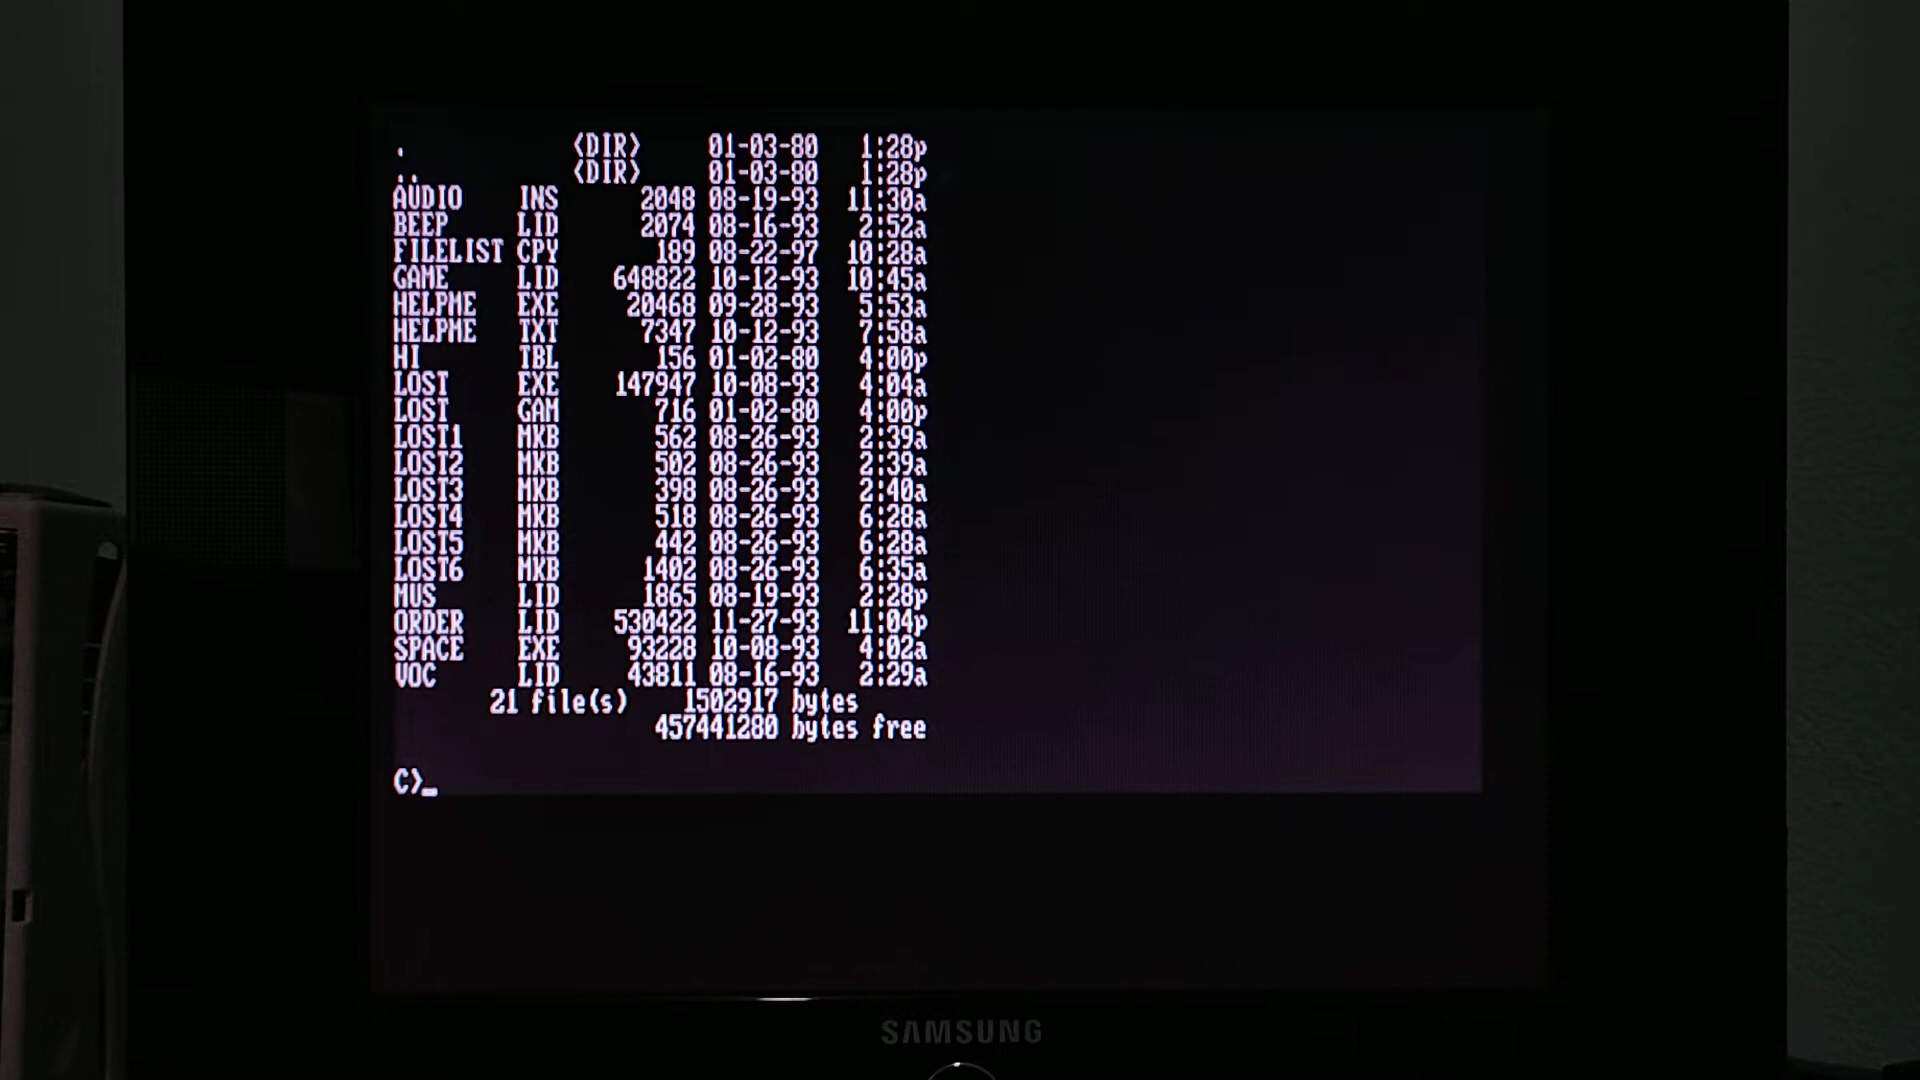 .            <DIR>     01-03-80   1:28p
..           <DIR>     01-03-80   1:28p
AUDIO    INS      2048 08-19-93  11:30a
BEEP     LID      2074 08-16-93   2:52a
FILELIST CPY       189 08-22-97  10:28a
GAME     LID    648822 10-12-93  10:45a
HELPME   EXE     20468 09-28-93   5:53a
HELPME   TXT      7347 10-12-93   7:58a
HI       TBL       156 01-02-80   4:00p
LOST     EXE    147947 10-08-93   4:04a
LOST     GAM       716 01-02-80   4:00p
LOST1    MKB       562 08-26-93   2:39a
LOST2    MKB       502 08-26-93   2:39a
LOST3    MKB       398 08-26-93   2:40a
LOST4    MKB       518 08-26-93   6:28a
LOST5    MKB       442 08-26-93   6:28a
LOST6    MKB      1402 08-26-93   6:35a
MUS      LID      1865 08-19-93   2:28p
ORDER    LID    530422 11-27-93  11:04p
SPACE    EXE     93228 10-08-93   4:02a
VOC      LID     43811 08-16-93   2:29a
21 file(s)    1502917 bytes
457441280 bytes free
C>_
SAMSUNG